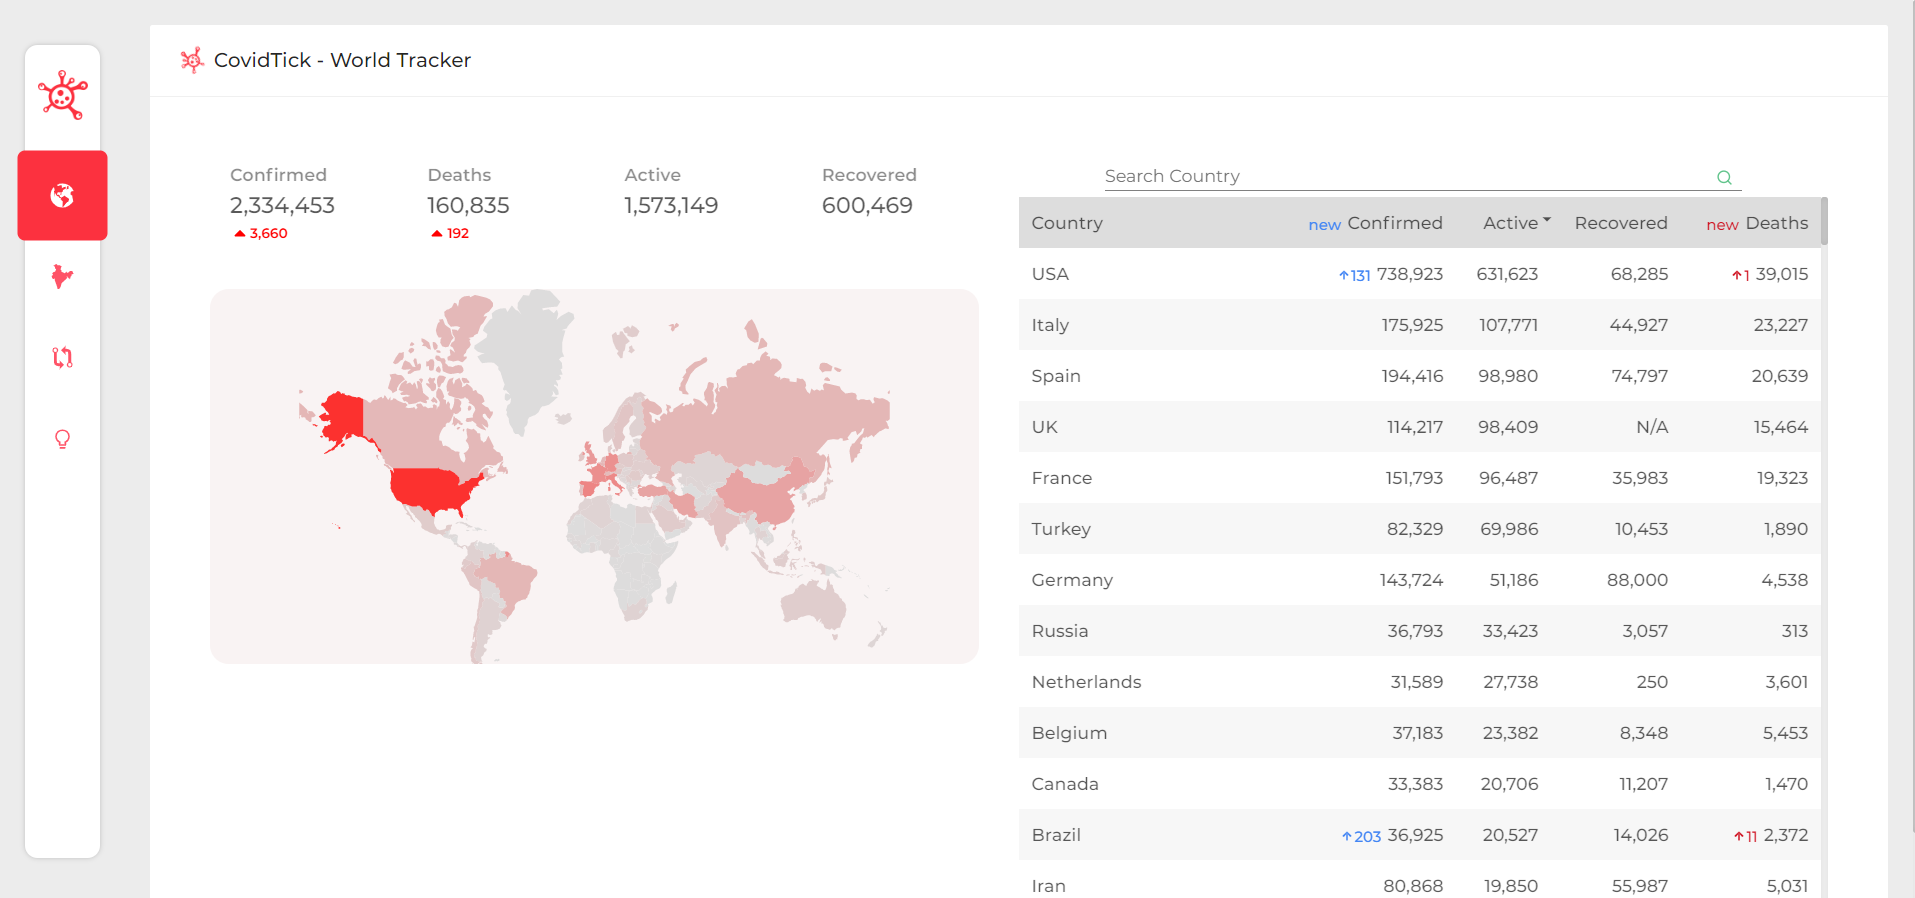 CovidTick - World Tracker
Confirmed Deaths Active Recovered
2,334,453 160,835 1,573,149 600,469
3,660 192
Search Country
Country new Confirmed Active Recovered new Deaths
USA 131 738,923 631,623 68,285 1 39,015
Italy 175,925 107,771 44,927 23,227
Spain 194,416 98,980 74,797 20,639
UK 114,217 98,409 N/A 15,464
France 151,793 96,487 35,983 19,323
Turkey 82,329 69,986 10,453 1,890
Germany 143,724 51,186 88,000 4,538
Russia 36,793 33,423 3,057 313
Netherlands 31,589 27,738 250 3,601
Belgium 37,183 23,382 8,348 5,453
Canada 33,383 20,706 11,207 1,470
Brazil 203 36,925 20,527 14,026 11 2,372
Iran 80,868 19,850 55,987 5,031